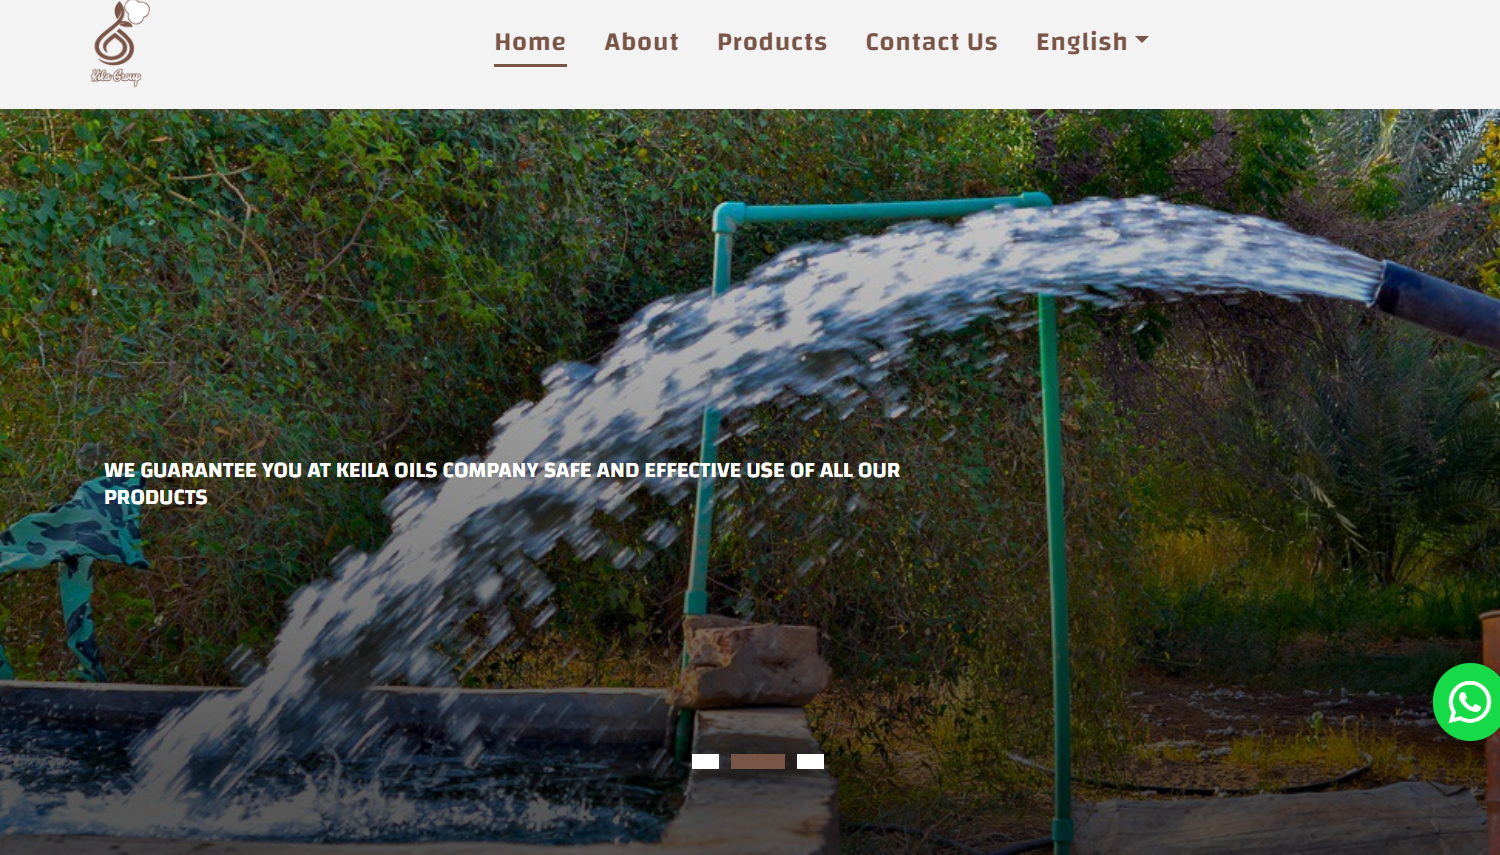 Kila Group
Home About Products Contact Us English
WE GUARANTEE YOU AT KEILA OILS COMPANY SAFE AND EFFECTIVE USE OF ALL OUR
PRODUCTS